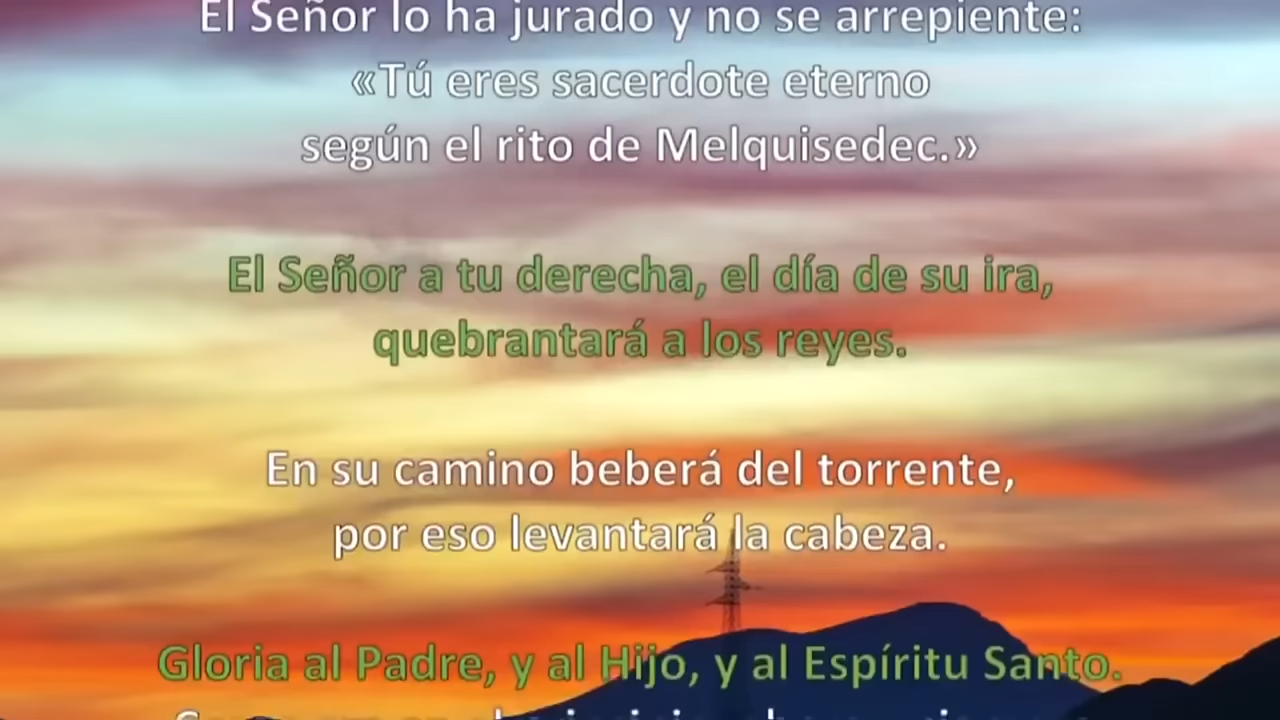 El Señor lo ha jurado y no se arrepiente:
«Tú eres sacerdote eterno
según el rito de Melquisedec.»
El Señor a tu derecha, el día de su ira,
quebrantará a los reyes.
En su camino beberá del torrente,
por eso levantará la cabeza.
Gloria al Padre, y al Hijo, y al Espíritu Santo.